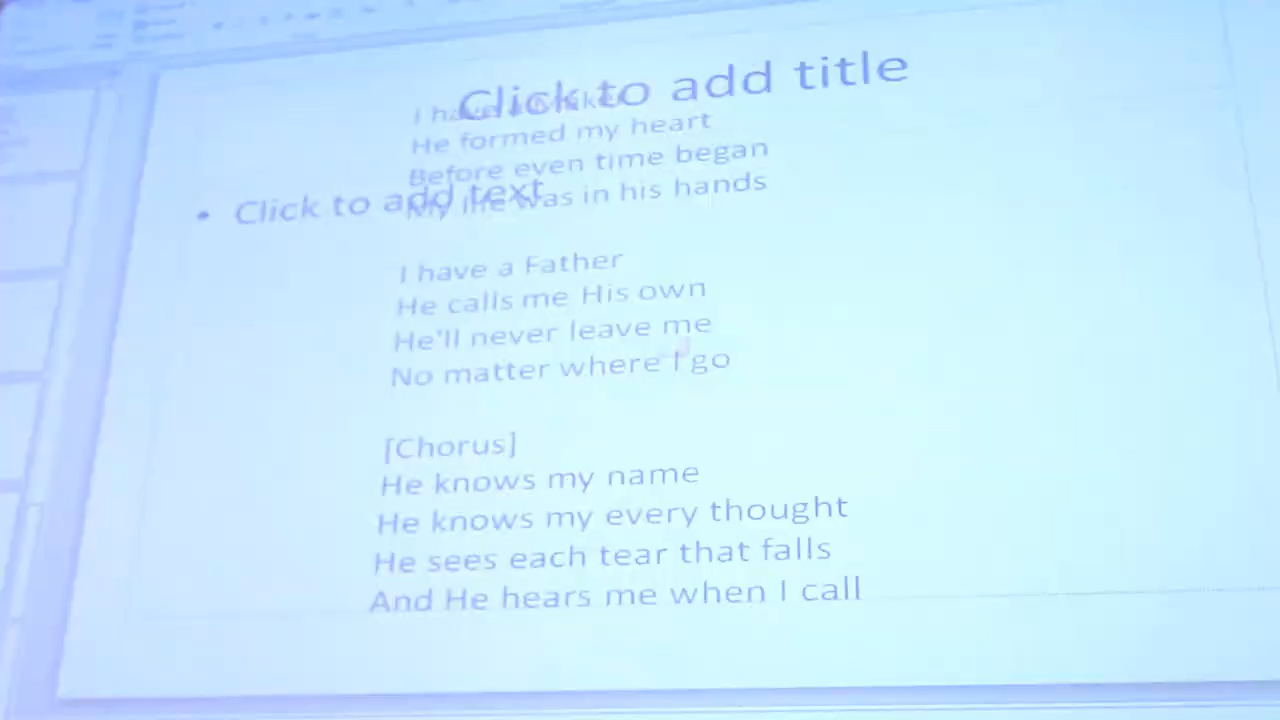 Click to add title
I have a
He formed my heart
Before even time began
My life was in his hands
• Click to add text
I have a Father
He calls me His own
He'll never leave me
No matter where I go
[Chorus]
He knows my name
He knows my every thought
He sees each tear that falls
And He hears me when I call